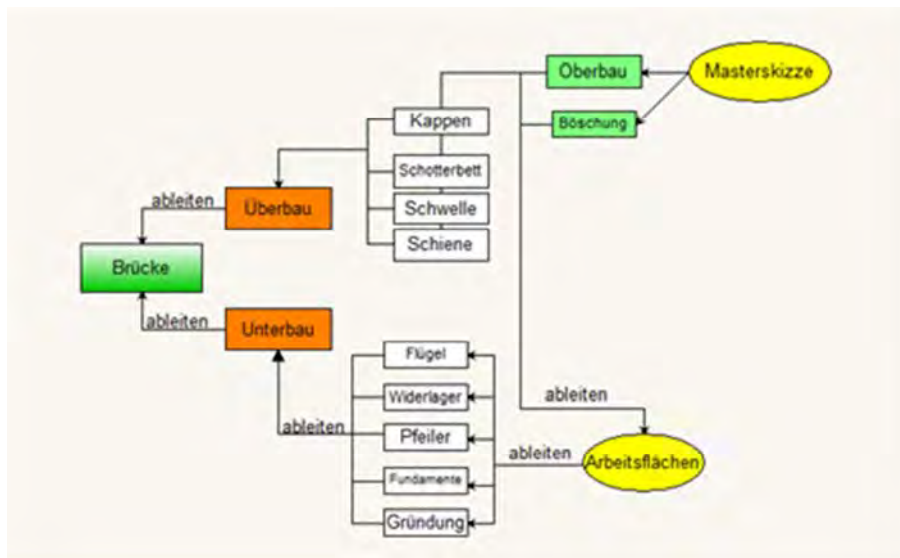 Oberbau
Masterskizze
Kappen
Böschung
Schotterbett
ableiten
Überbau
Schwelle
Schiene
Brücke
ableiten
Unterbau
Flügel
Widerlager
ableiten
ableiten
Pfeiler
ableiten
Arbeitsflächen
Fundamente
Gründung